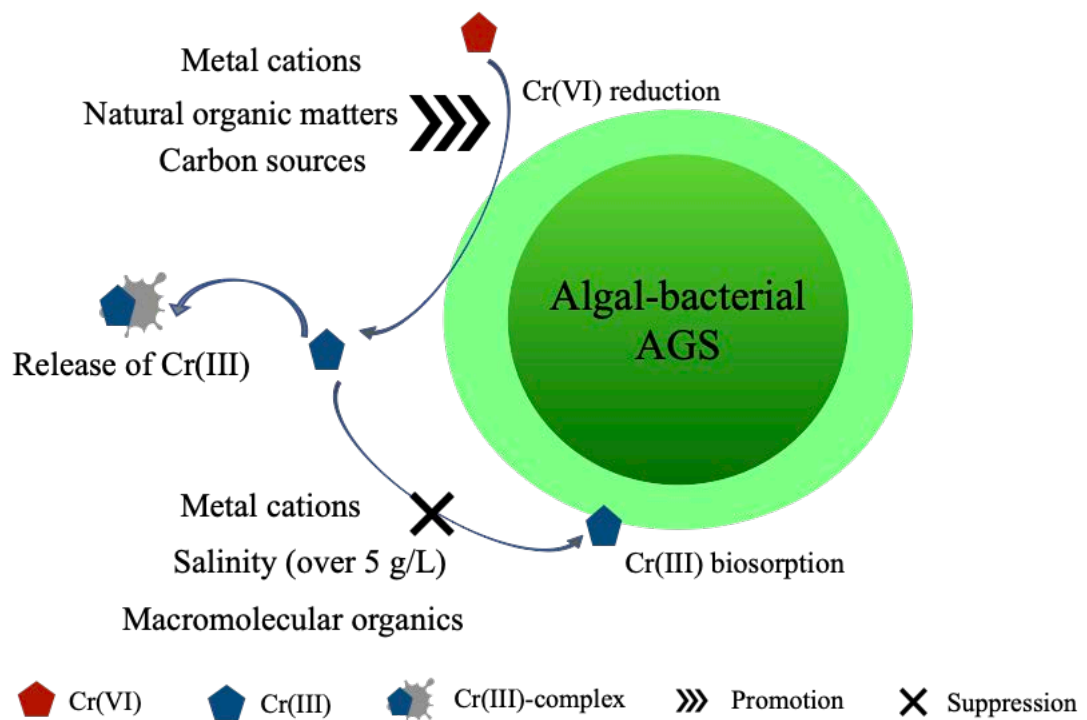 Metal cations
Natural organic matters
Carbon sources
Cr(VI) reduction
Algal-bacterial
AGS
Release of Cr(III)
Metal cations
Salinity (over 5 g/L)
Macromolecular organics
Cr(III) biosorption
Cr(VI)
Cr(III)
Cr(III)-complex
Promotion
Suppression